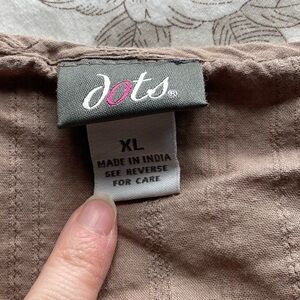 dots®
XL
MADE IN INDIA
SEE REVERSE
FOR CARE